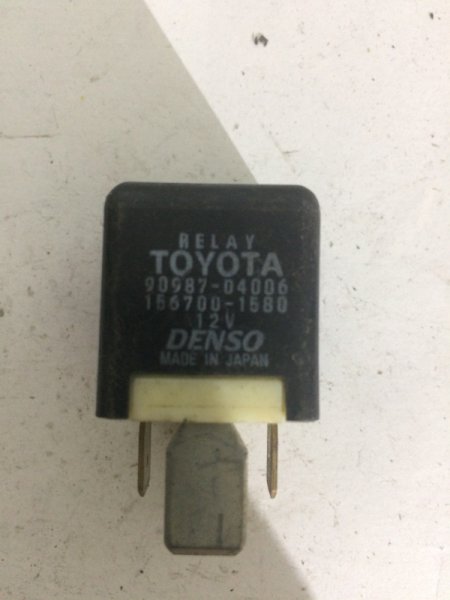 RELAY
TOYOTA
90987-04006
156700-1580
12V
DENSO
MADE IN JAPAN